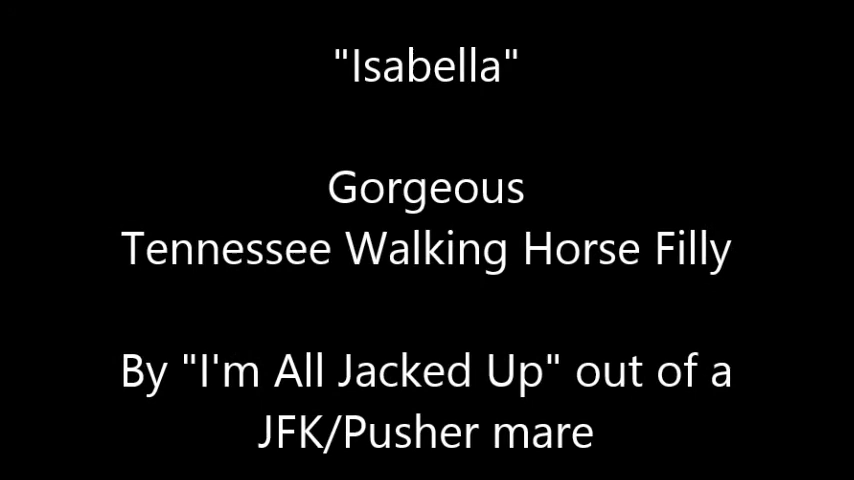 "Isabella"
Gorgeous
Tennessee Walking Horse Filly
By "I'm All Jacked Up" out of a
JFK/Pusher mare